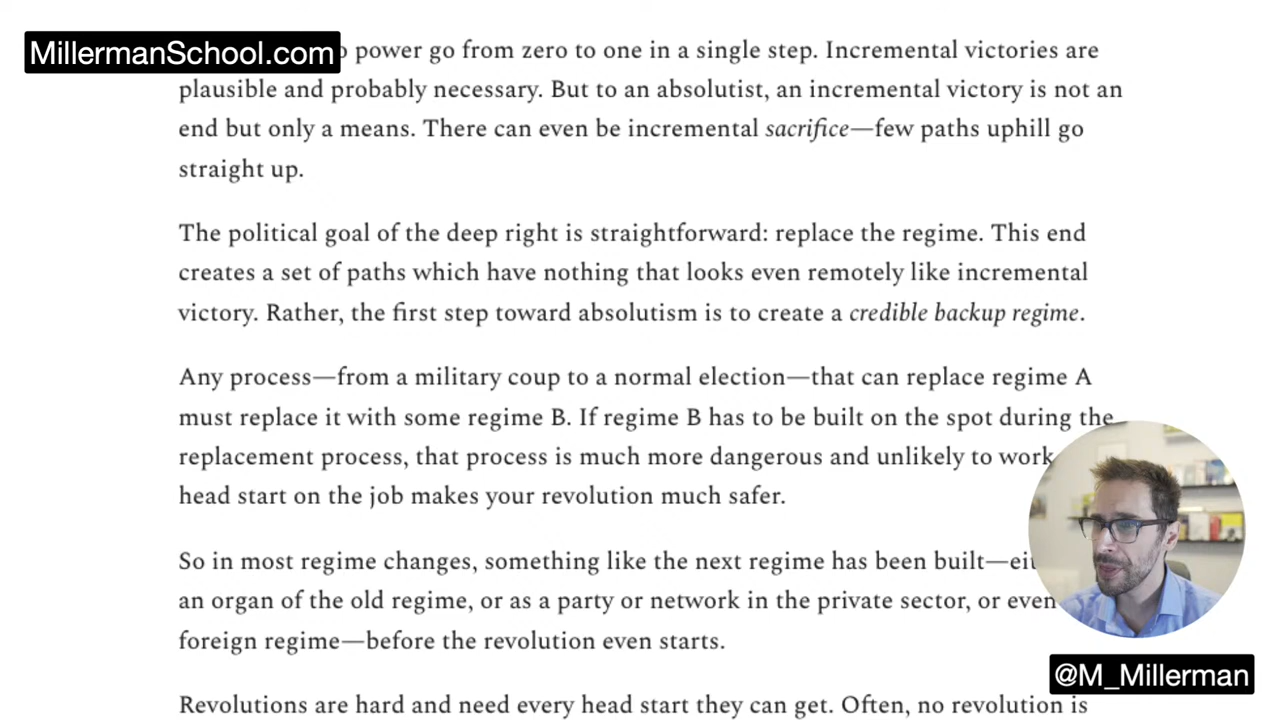 MillermanSchool.com
power go from zero to one in a single step. Incremental victories are
plausible and probably necessary. But to an absolutist, an incremental victory is not an
end but only a means. There can even be incremental sacrifice—few paths uphill go
straight up.
The political goal of the deep right is straightforward: replace the regime. This end
creates a set of paths which have nothing that looks even remotely like incremental
victory. Rather, the first step toward absolutism is to create a credible backup regime.
Any process—from a military coup to a normal election—that can replace regime A
must replace it with some regime B. If regime B has to be built on the spot during the
replacement process, that process is much more dangerous and unlikely to work
head start on the job makes your revolution much safer.
So in most regime changes, something like the next regime has been built—
an organ of the old regime, or as a party or network in the private sector, or even
foreign regime—before the revolution even starts.
@M_Millerman
Revolutions are hard and need every head start they can get. Often, no revolution is